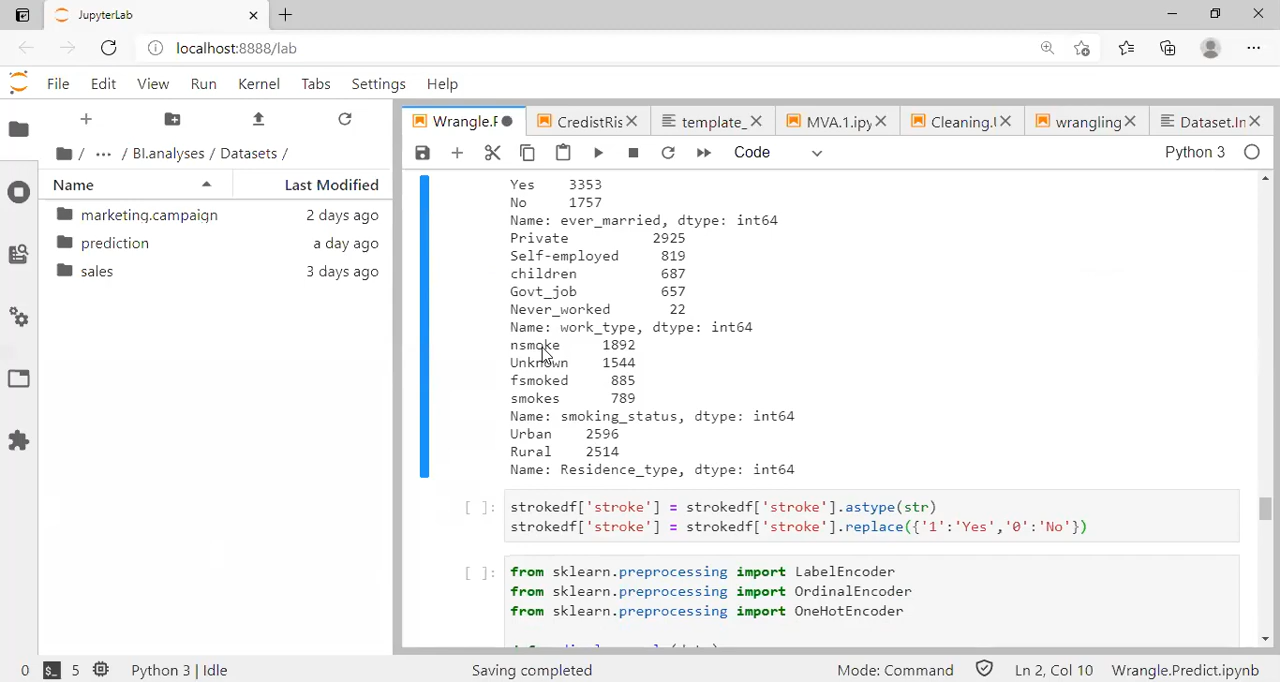 JupyterLab
localhost:8888/lab
File Edit View Run Kernel Tabs Settings Help
/ ··· / BI.analyses / Datasets /
Name Last Modified
marketing.campaign 2 days ago
prediction a day ago
sales 3 days ago
Wrangle.F CredistRis template_ MVA.1.ipy Cleaning.I wrangling Dataset.In
Code Python 3
Yes 3353
No 1757
Name: ever_married, dtype: int64
Private 2925
Self-employed 819
children 687
Govt_job 657
Never_worked 22
Name: work_type, dtype: int64
nsmoke 1892
Unknown 1544
fsmoked 885
smokes 789
Name: smoking_status, dtype: int64
Urban 2596
Rural 2514
Name: Residence_type, dtype: int64
[ ]: strokedf['stroke'] = strokedf['stroke'].astype(str)
strokedf['stroke'] = strokedf['stroke'].replace({'1':'Yes','0':'No'})
[ ]: from sklearn.preprocessing import LabelEncoder
from sklearn.preprocessing import OrdinalEncoder
from sklearn.preprocessing import OneHotEncoder
0 $_ 5 Python 3 | Idle Saving completed Mode: Command Ln 2, Col 10 Wrangle.Predict.ipynb